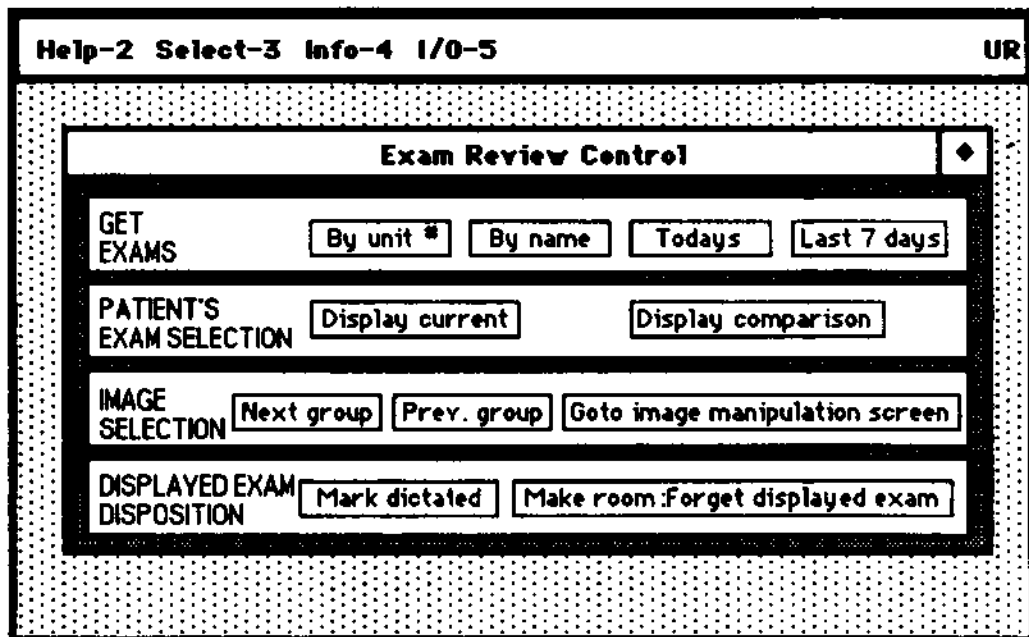 Help-2 Select-3 Info-4 I/O-5 UR
Exam Review Control
GET
EXAMS
By unit # By name Todays Last 7 days
PATIENT'S
EXAM SELECTION
Display current Display comparison
IMAGE
SELECTION
Next group Prev. group Goto image manipulation screen
DISPLAYED EXAM
DISPOSITION
Mark dictated Make room:Forget displayed exam